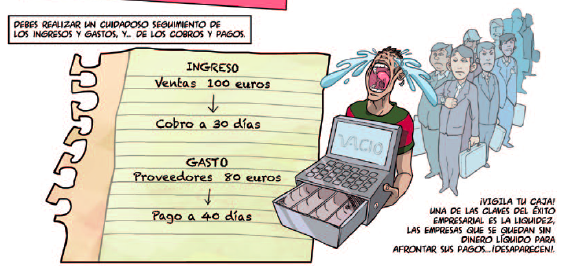 DEBES REALIZAR UN CUIDADOSO SEGUIMIENTO DE
LOS INGRESOS Y GASTOS, Y... DE LOS COBROS Y PAGOS.
INGRESO
Ventas 100 euros
Cobro a 30 días
GASTO
Proveedores 80 euros
Pago a 40 días
VACIO
¡VIGILA TU CAJA!
UNA DE LAS CLAVES DEL ÉXITO
EMPRESARIAL ES LA LIQUIDEZ,
LAS EMPRESAS QUE SE QUEDAN SIN
DINERO LÍQUIDO PARA
AFRONTAR SUS PAGOS...¡DESAPARECEN!.